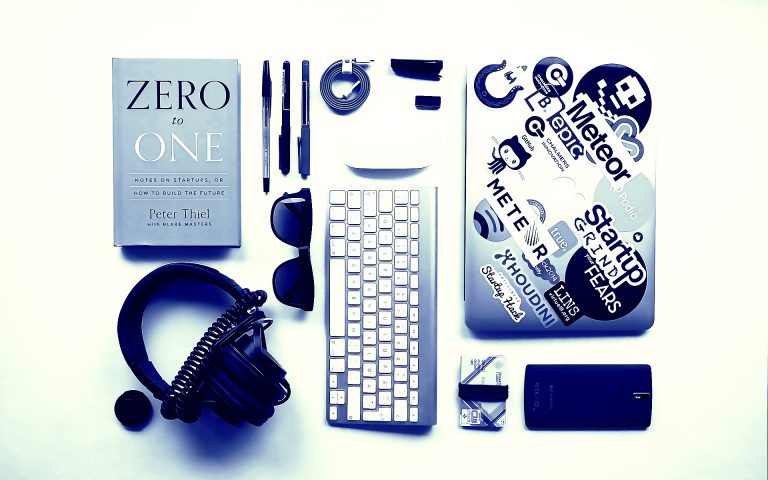 ZERO
to
ONE
NOTES ON STARTUPS, OR
HOW TO BUILD THE FUTURE
Peter Thiel
with BLAKE MASTERS
epic
CHALMERS
INNOVATION
GitHub
Meteor
METEOR
Podio
true
Startup
GRIND
FEARS
HOUDINI
Startup Hack
LINS